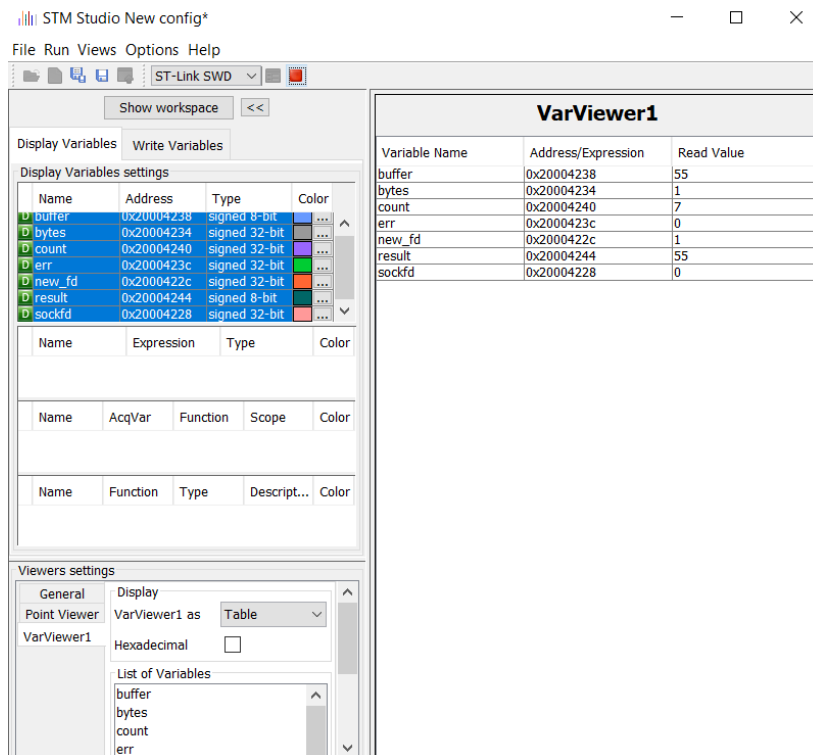 STM Studio New config*
File Run Views Options Help
ST-Link SWD
Show workspace <<
Display Variables Write Variables
Display Variables settings
Name Address Type Color
D buffer 0x20004238 signed 8-bit ...
D bytes 0x20004234 signed 32-bit ...
D count 0x20004240 signed 32-bit ...
D err 0x2000423c signed 32-bit ...
D new_fd 0x2000422c signed 32-bit ...
D result 0x20004244 signed 8-bit ...
D sockfd 0x20004228 signed 32-bit ...
Name Expression Type Color
Name AcqVar Function Scope Color
Name Function Type Descript... Color
Viewers settings
General
Point Viewer
VarViewer1
Display
VarViewer1 as Table
Hexadecimal
List of Variables
buffer
bytes
count
err
VarViewer1
Variable Name Address/Expression Read Value
buffer 0x20004238 55
bytes 0x20004234 1
count 0x20004240 7
err 0x2000423c 0
new_fd 0x2000422c 1
result 0x20004244 55
sockfd 0x20004228 0